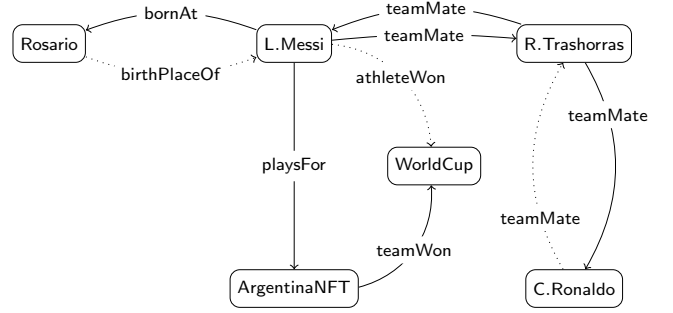 bornAt
teamMate
Rosario
L.Messi
teamMate
R.Trashorras
birthPlaceOf
athleteWon
teamMate
playsFor
WorldCup
teamMate
teamWon
ArgentinaNFT
C.Ronaldo